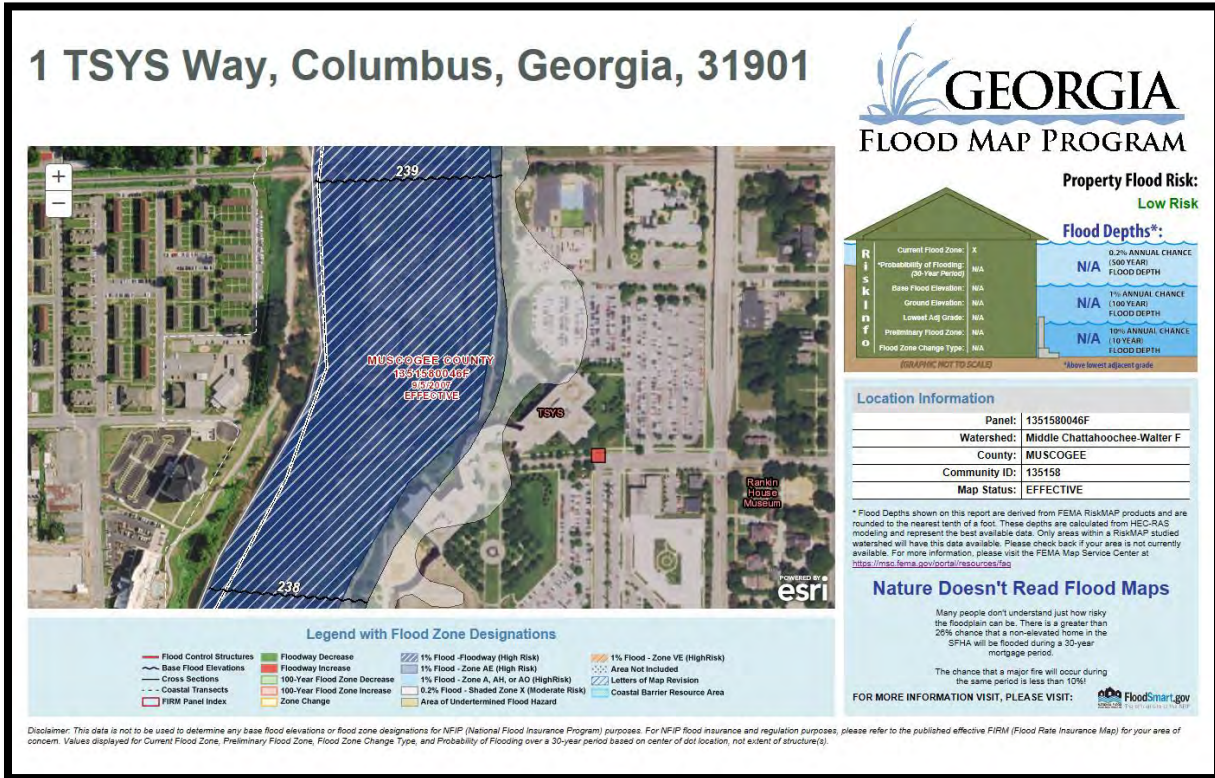 1 TSYS Way, Columbus, Georgia, 31901
GEORGIA
FLOOD MAP PROGRAM
+
−
239
MUSCOGEE COUNTY
1351580046F
9/5/2007
EFFECTIVE
TSYS
Rankin
House
Museum
238
POWERED BY
esri
Property Flood Risk:
Low Risk
Flood Depths*:
Risk Info
Current Flood Zone: X
*Probability of Flooding: N/A
(30-Year Period)
Base Flood Elevation: N/A
Ground Elevation: N/A
Lowest Adj Grade: N/A
Preliminary Flood Zone: N/A
Flood Zone Change Type: N/A
(GRAPHIC NOT TO SCALE)
N/A 0.2% ANNUAL CHANCE
(500 YEAR)
FLOOD DEPTH
N/A 1% ANNUAL CHANCE
(100 YEAR)
FLOOD DEPTH
N/A 10% ANNUAL CHANCE
(10 YEAR)
FLOOD DEPTH
*Above lowest adjacent grade
Location Information
Panel: 1351580046F
Watershed: Middle Chattahoochee-Walter F
County: MUSCOGEE
Community ID: 135158
Map Status: EFFECTIVE
* Flood Depths shown on this report are derived from FEMA RiskMAP products and are
rounded to the nearest tenth of a foot. These depths are calculated from HEC-RAS
modeling and represent the best available data. Only areas within a RiskMAP studied
watershed will have this data available. Please check back if your area is not currently
available. For more information, please visit the FEMA Map Service Center at
https://msc.fema.gov/portal/resources/faq
Nature Doesn't Read Flood Maps
Many people don't understand just how risky
the floodplain can be. There is a greater than
26% chance that a non-elevated home in the
SFHA will be flooded during a 30-year
mortgage period.
The chance that a major fire will occur during
the same period is less than 10%!
FOR MORE INFORMATION VISIT, PLEASE VISIT:
FloodSmart.gov
Legend with Flood Zone Designations
Flood Control Structures
Base Flood Elevations
Cross Sections
Coastal Transects
FIRM Panel Index
Floodway Decrease
Floodway Increase
100-Year Flood Zone Decrease
100-Year Flood Zone Increase
Zone Change
1% Flood -Floodway (High Risk)
1% Flood - Zone AE (High Risk)
1% Flood - Zone A, AH, or AO (HighRisk)
0.2% Flood - Shaded Zone X (Moderate Risk)
Area of Undertermined Flood Hazard
1% Flood - Zone VE (HighRisk)
Area Not Included
Letters of Map Revision
Coastal Barrier Resource Area
Disclaimer: This data is not to be used to determine any base flood elevations or flood zone designations for NFIP (National Flood Insurance Program) purposes. For NFIP flood insurance and regulation purposes, please refer to the published effective FIRM (Flood Rate Insurance Map) for your area of
concern. Values displayed for Current Flood Zone, Preliminary Flood Zone, Flood Zone Change Type, and Probability of Flooding over a 30-year period based on center of dot location, not extent of structure(s).